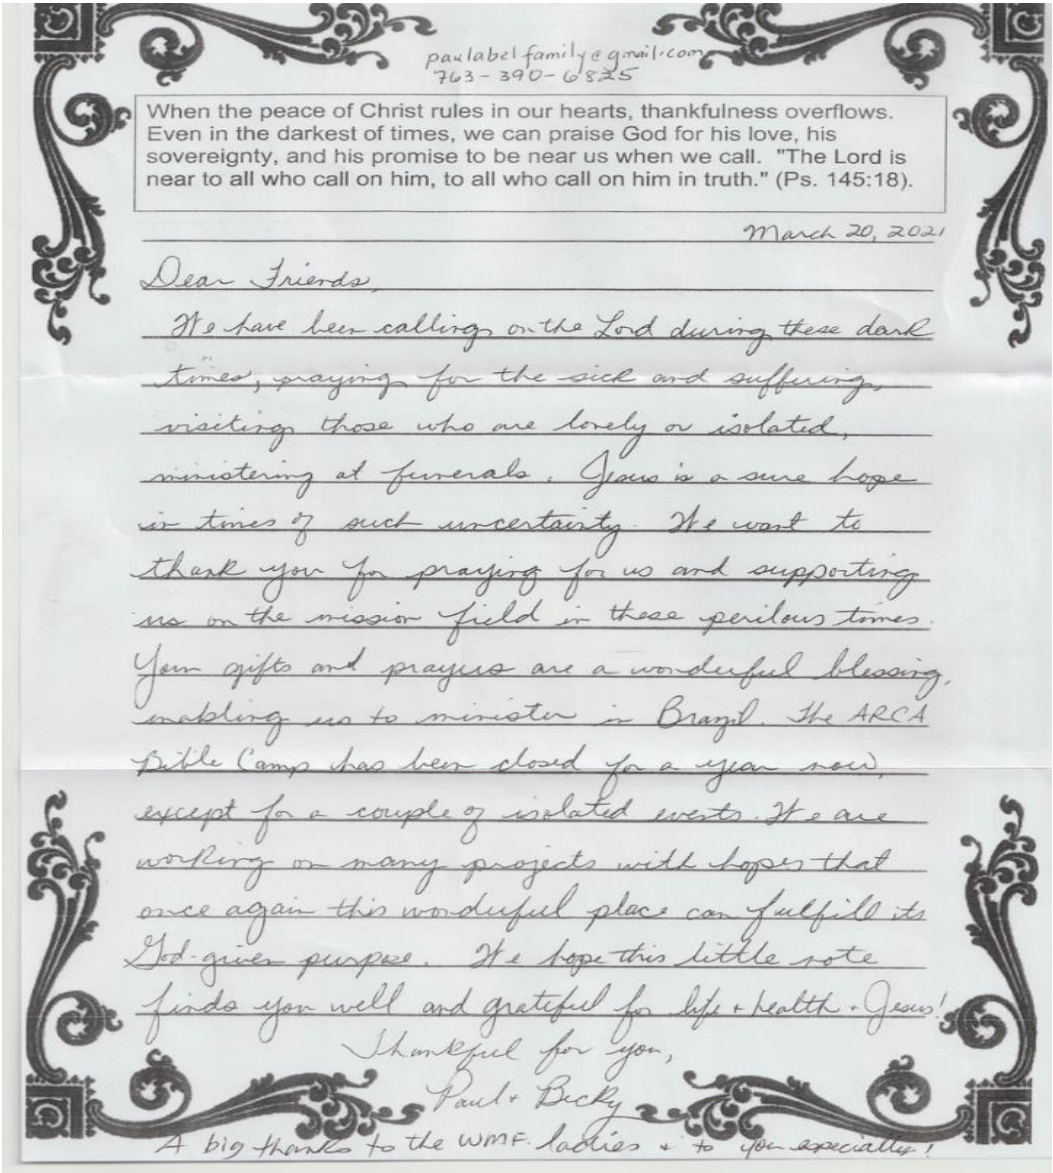 paulabelfamily@gmail.com
763-390-6825
When the peace of Christ rules in our hearts, thankfulness overflows.
Even in the darkest of times, we can praise God for his love, his
sovereignty, and his promise to be near us when we call. "The Lord is
near to all who call on him, to all who call on him in truth." (Ps. 145:18).
March 20, 2021
Dear Friends,
We have been calling on the Lord during these dark
times, praying for the sick and suffering,
visiting those who are lonely or isolated,
ministering at funerals. Jesus is a sure hope
in times of such uncertainty. We want to
thank you for praying for us and supporting
us on the mission field in these perilous times.
Your gifts and prayers are a wonderful blessing,
enabling us to minister in Brazil. The ARCA
Bible Camp has been closed for a year now,
except for a couple of isolated events. We are
working on many projects with hopes that
once again this wonderful place can fulfill its
God-given purpose. We hope this little note
finds you well and grateful for life + health + Jesus!
Thankful for you,
Paul + Becky
A big thanks to the WMF ladies + to you especially!